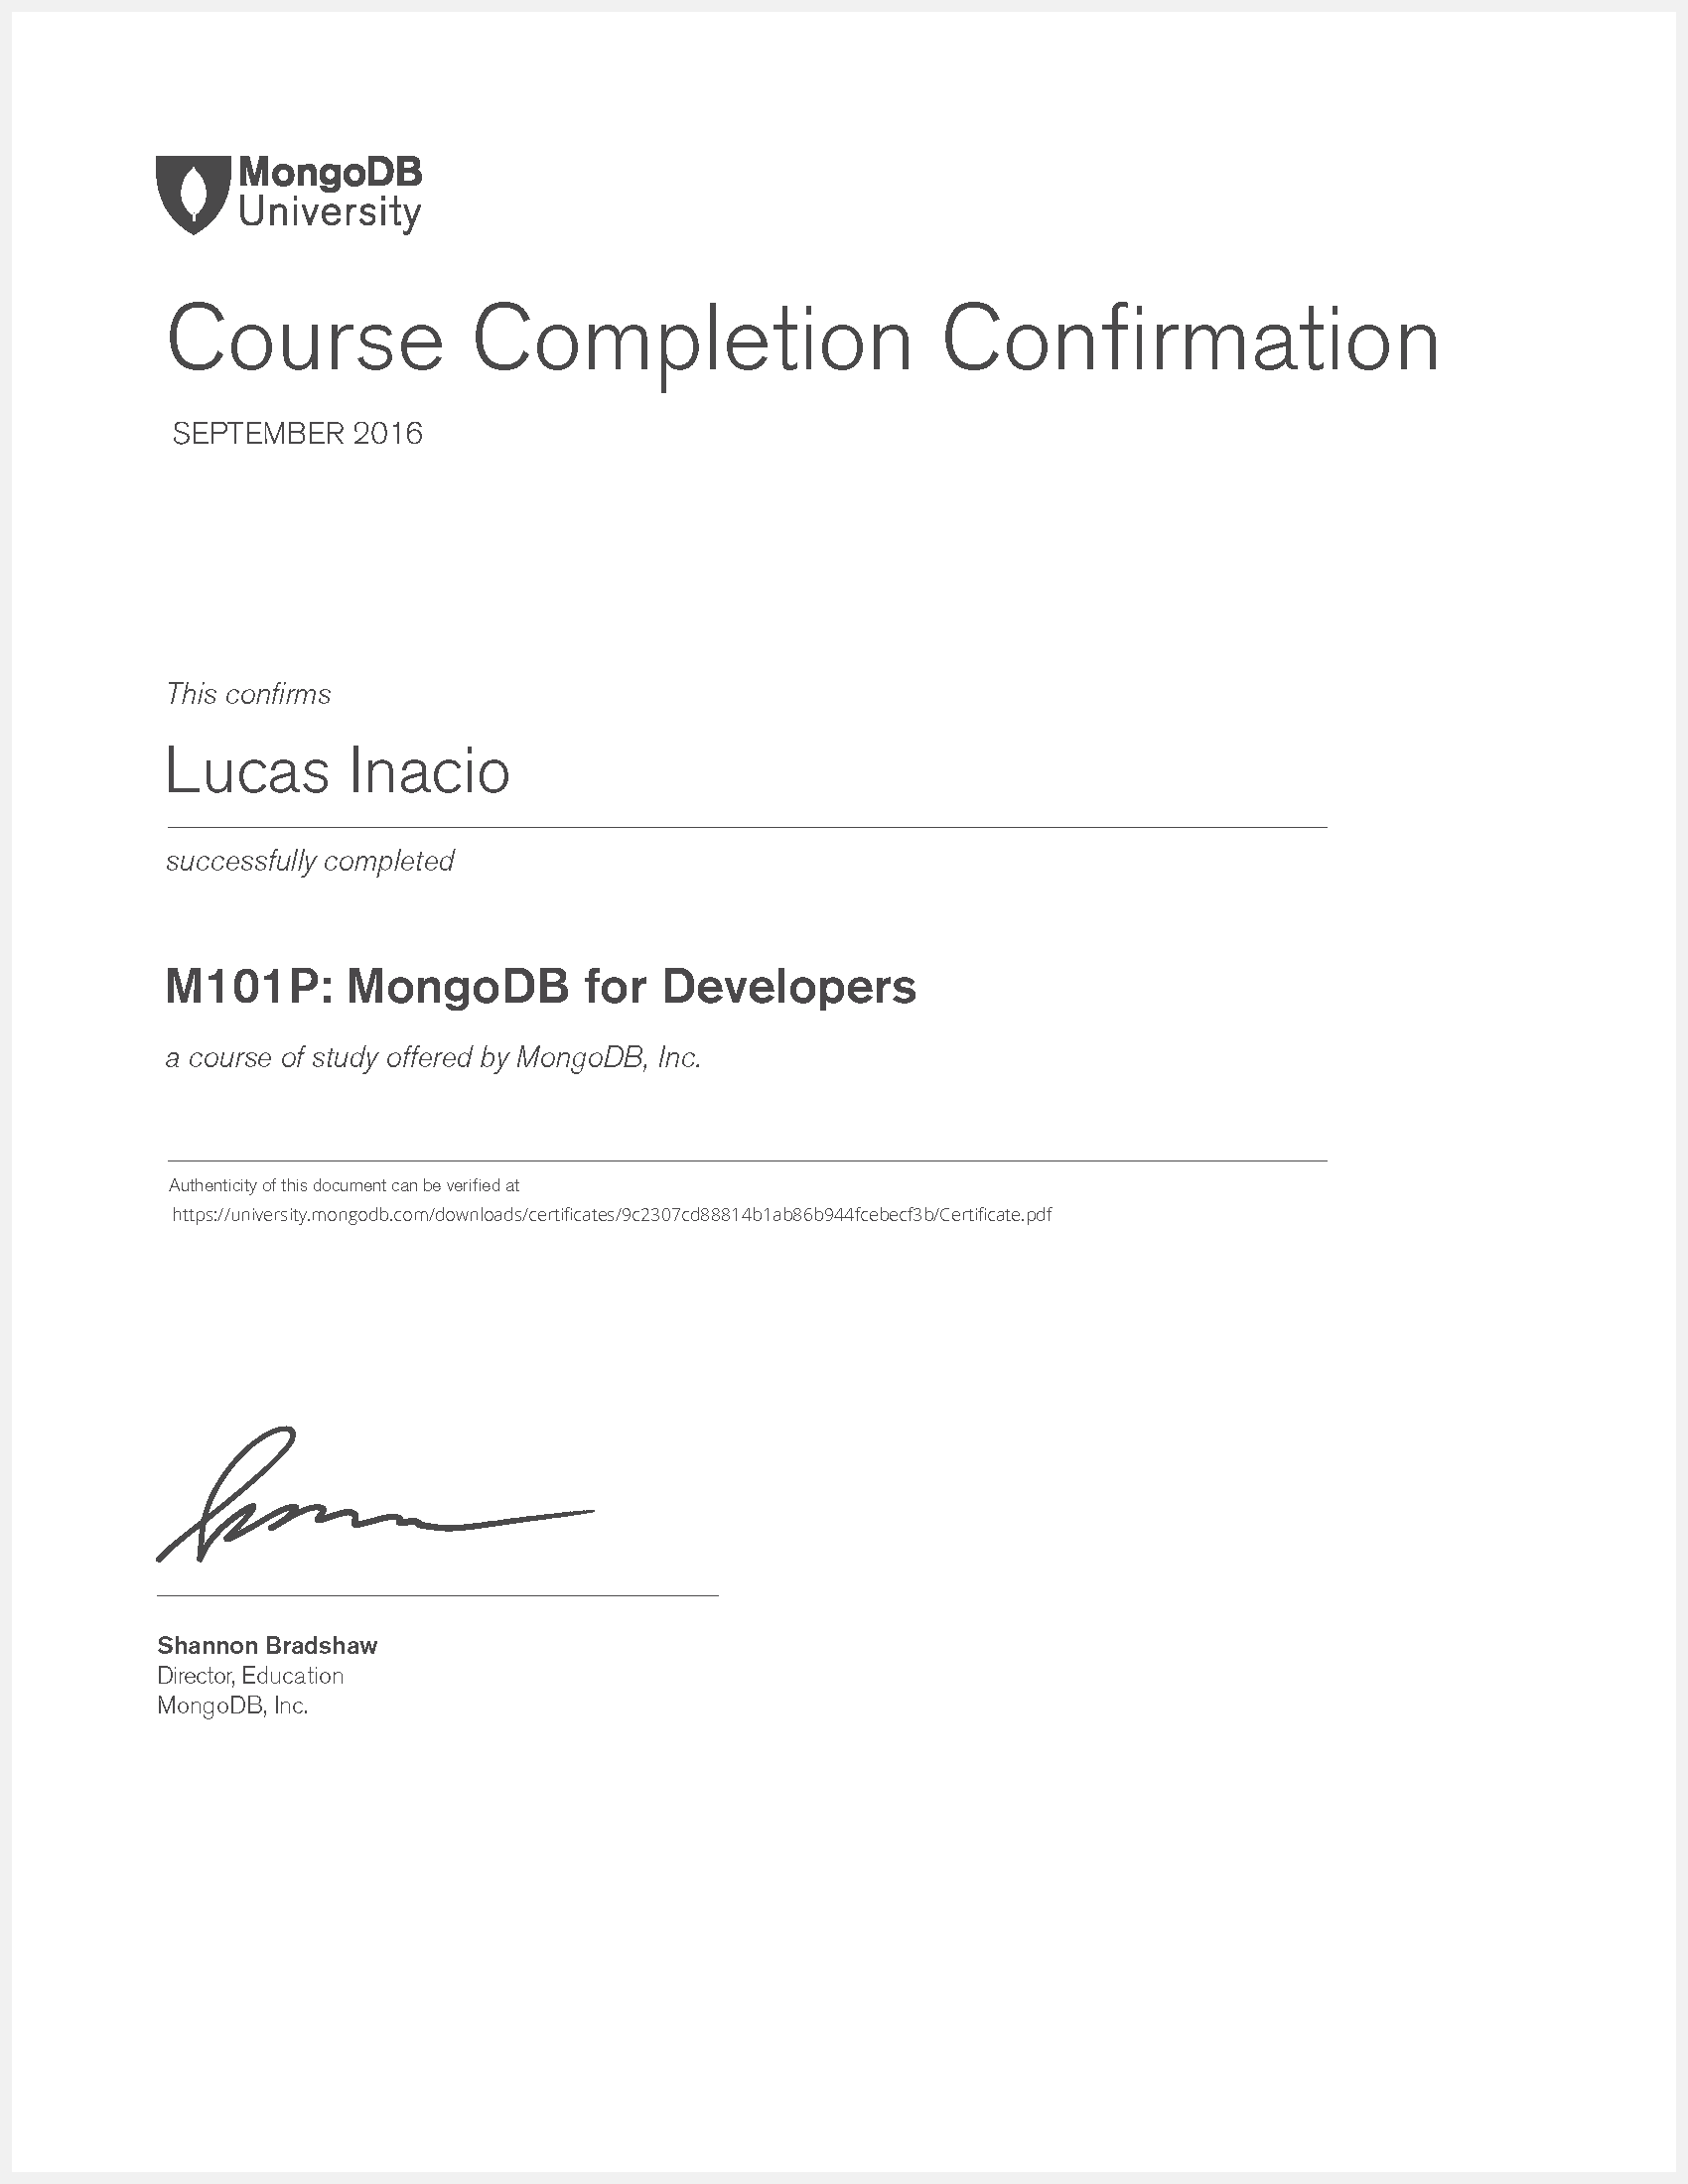 MongoDB
University
Course Completion Confirmation
SEPTEMBER 2016
This confirms
Lucas Inacio
successfully completed
M101P: MongoDB for Developers
a course of study offered by MongoDB, Inc.
Authenticity of this document can be verified at
https://university.mongodb.com/downloads/certificates/9c2307cd88814b1ab86b944fcebecf3b/Certificate.pdf
Shannon Bradshaw
Director, Education
MongoDB, Inc.